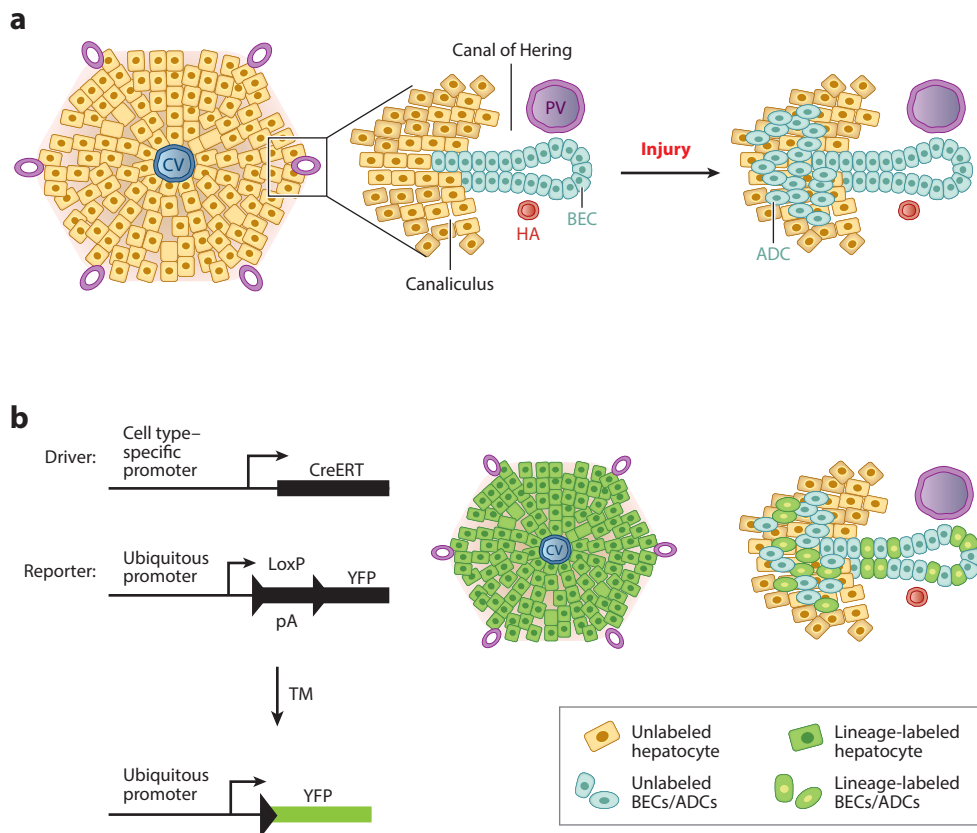 a
Canal of Hering
CV
PV
Injury
HA
BEC
ADC
Canaliculus
b
Driver:
Cell type–
specific
promoter
CreERT
Reporter:
Ubiquitous
promoter
LoxP
YFP
pA
CV
TM
Ubiquitous
promoter
YFP
Unlabeled
hepatocyte
Lineage-labeled
hepatocyte
Unlabeled
BECs/ADCs
Lineage-labeled
BECs/ADCs